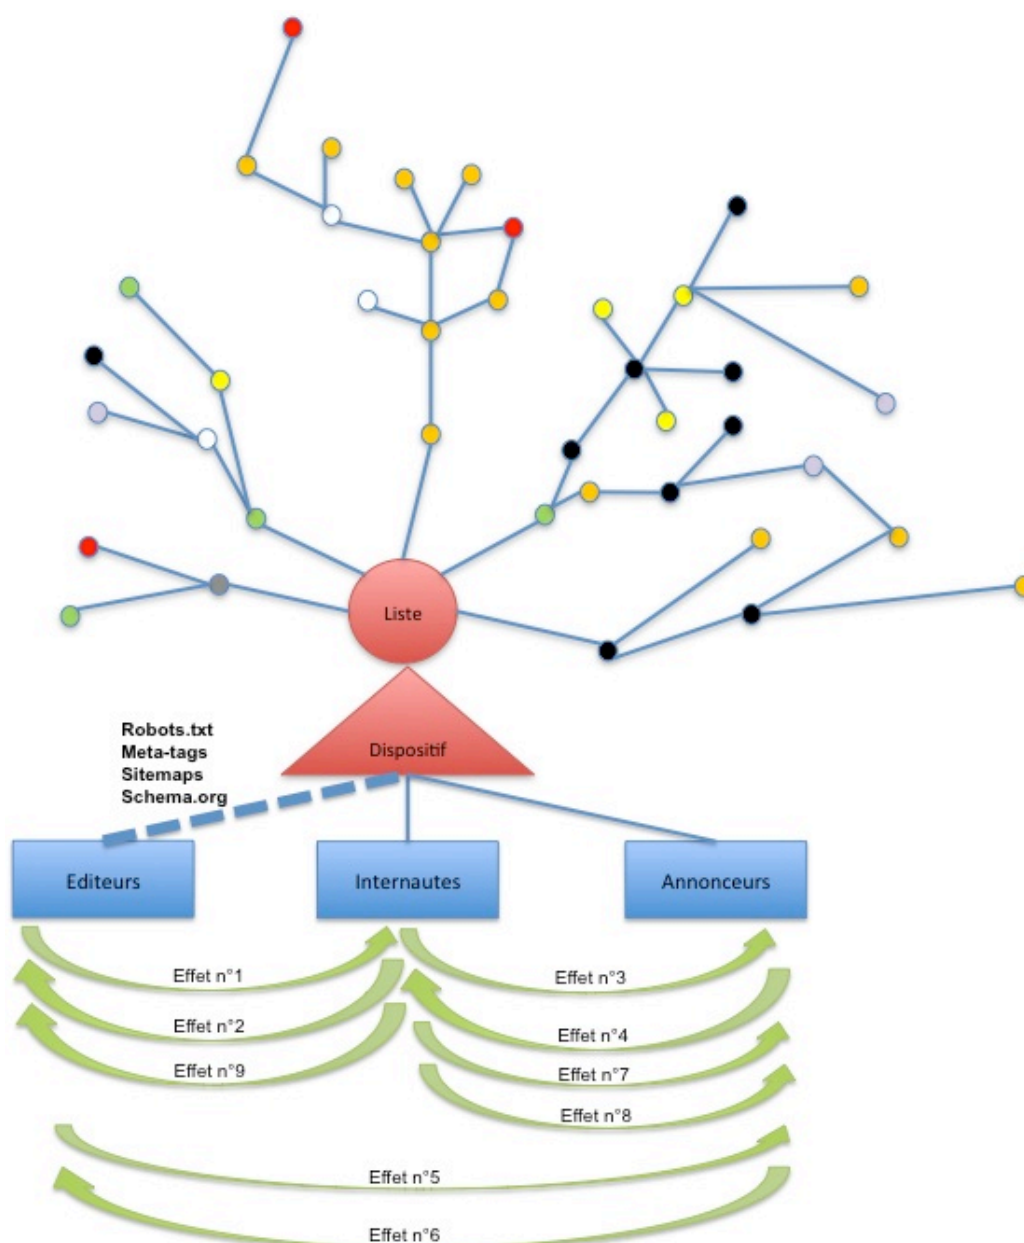 Liste
Dispositif
Robots.txt
Meta-tags
Sitemaps
Schema.org
Editeurs
Internautes
Annonceurs
Effet n°1
Effet n°3
Effet n°2
Effet n°4
Effet n°9
Effet n°7
Effet n°8
Effet n°5
Effet n°6